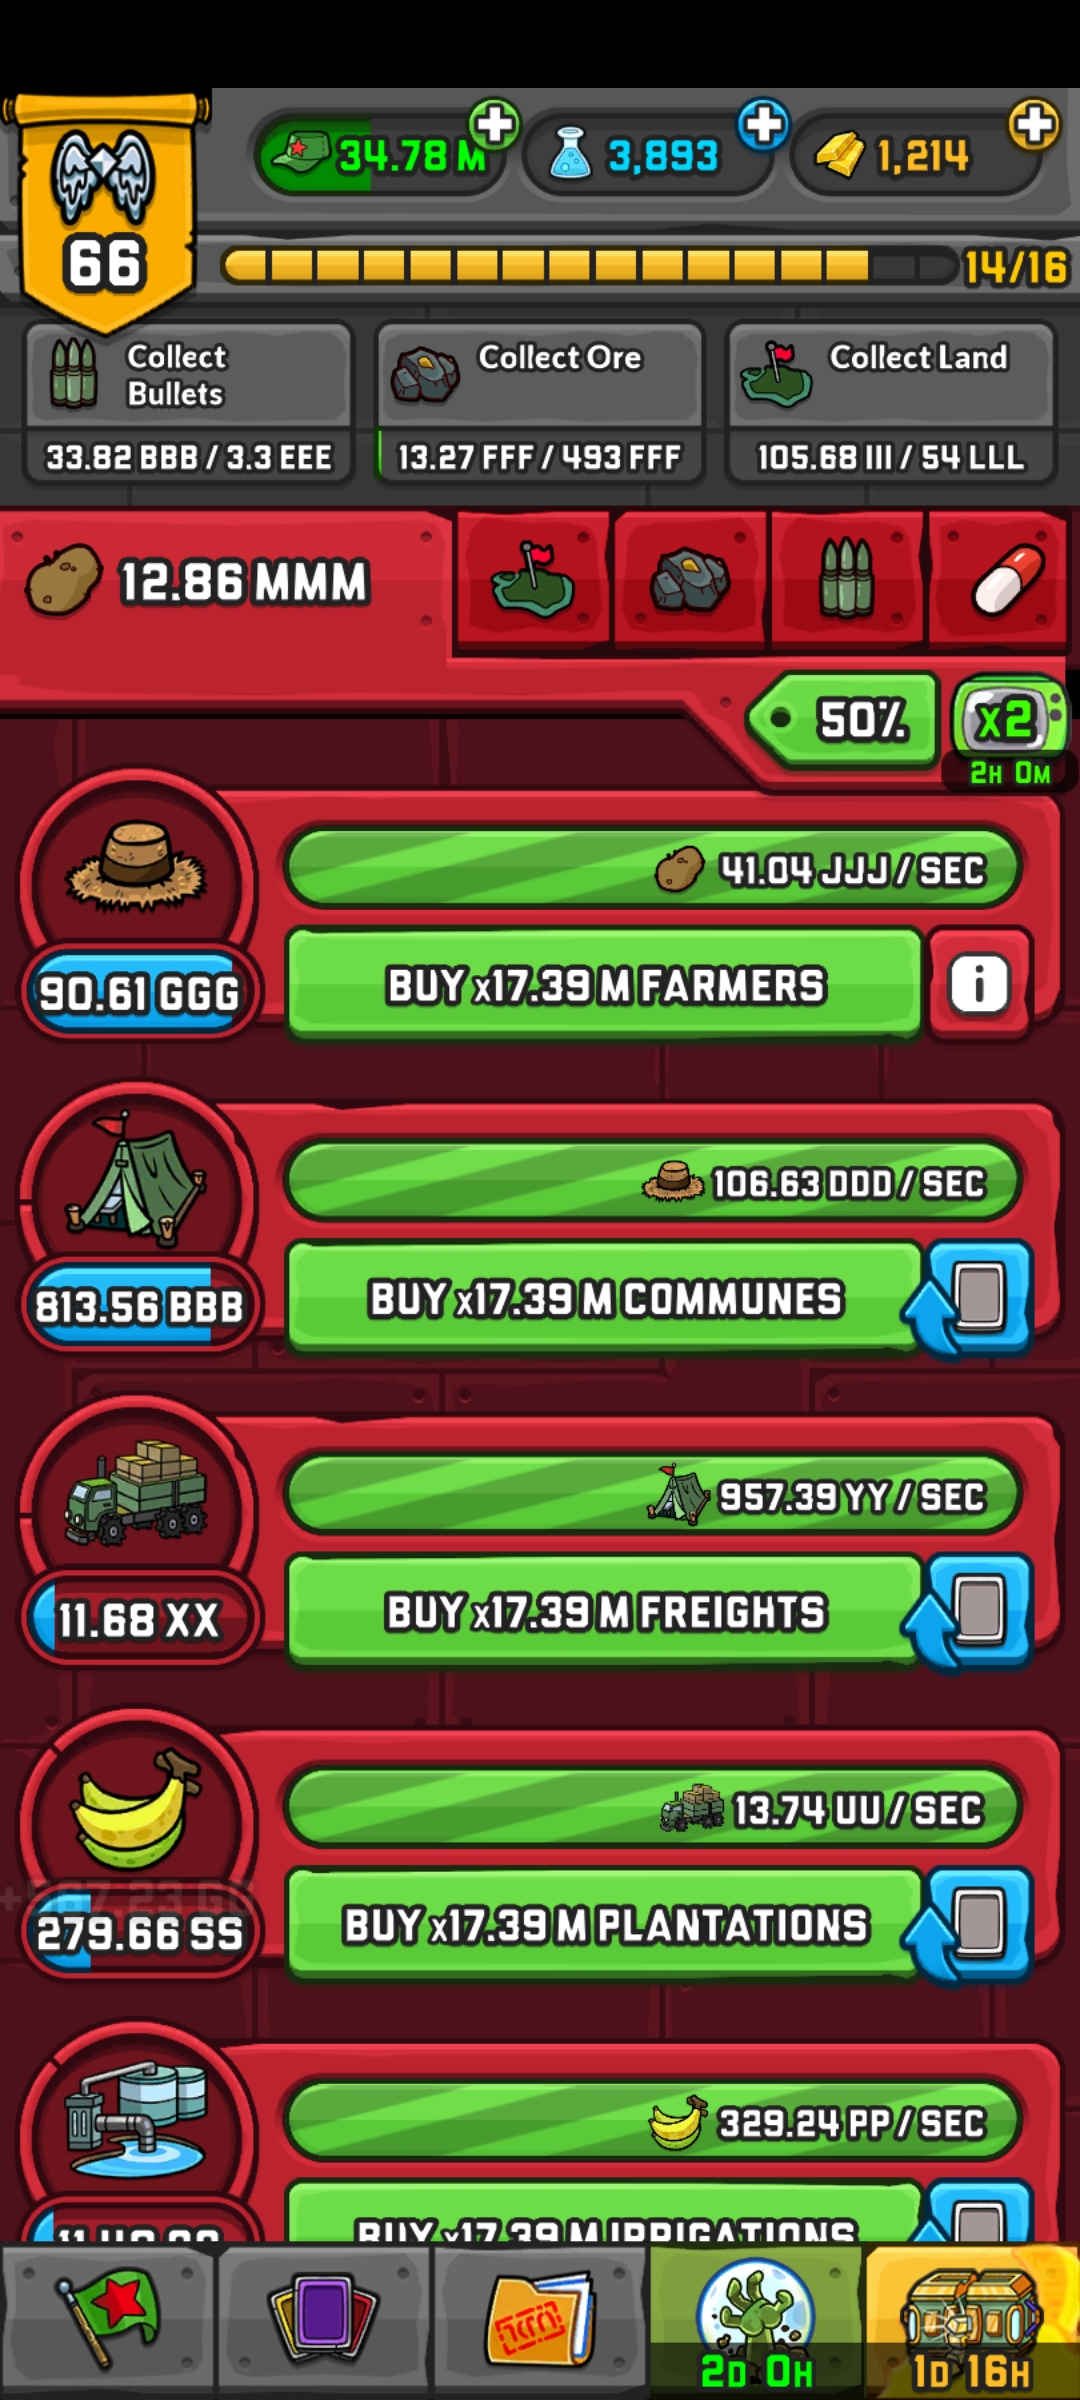 34.78 M
3,893
1,214
66
14/16
Collect
Bullets
33.82 BBB / 3.3 EEE
Collect Ore
13.27 FFF / 493 FFF
Collect Land
105.68 III / 54 LLL
12.86 MMM
50%
x2
2H 0M
41.04 JJJ / SEC
90.61 GGG
BUY x17.39 M FARMERS
i
106.63 DDD / SEC
813.56 BBB
BUY x17.39 M COMMUNES
957.39 YY / SEC
11.68 XX
BUY x17.39 M FREIGHTS
13.74 UU / SEC
279.66 SS
BUY x17.39 M PLANTATIONS
329.24 PP / SEC
BUY x17.39 M IRRIGATIONS
2D 0H
1D 16H